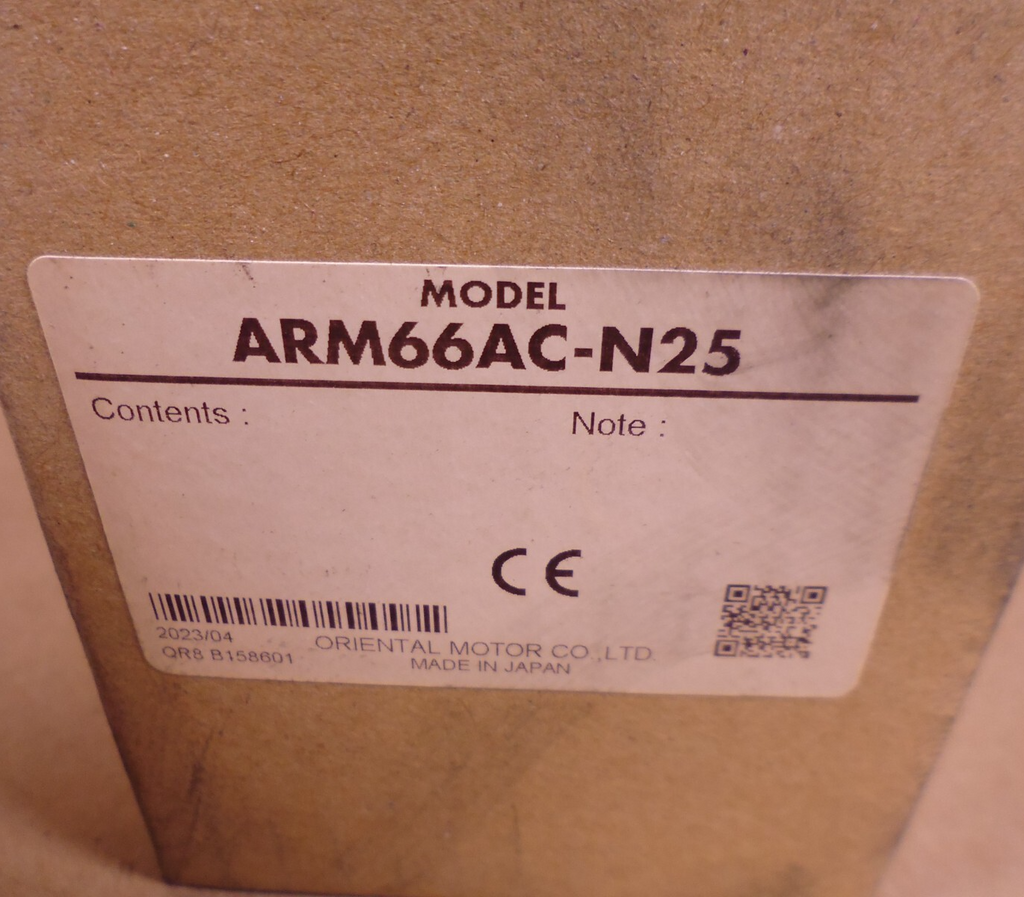 MODEL
ARM66AC-N25
Contents :
Note :
CE
2023/04
QR8 B158601
ORIENTAL MOTOR CO.,LTD.
MADE IN JAPAN